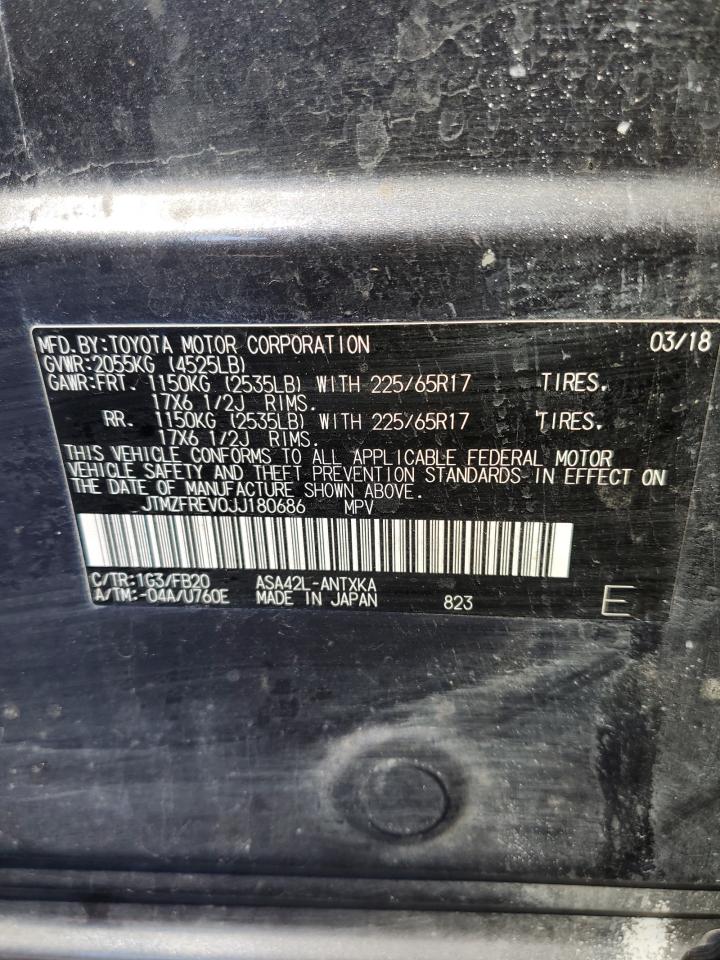 MFD.BY:TOYOTA MOTOR CORPORATION 03/18
GVWR:2055KG (4525LB)
GAWR:FRT. 1150KG (2535LB) WITH 225/65R17 TIRES.
17X6 1/2J RIMS.
RR. 1150KG (2535LB) WITH 225/65R17 TIRES.
17X6 1/2J RIMS.
THIS VEHICLE CONFORMS TO ALL APPLICABLE FEDERAL MOTOR
VEHICLE SAFETY AND THEFT PREVENTION STANDARDS IN EFFECT ON
THE DATE OF MANUFACTURE SHOWN ABOVE.
JTMZFREV0JJ180686 MPV
C/TR:1G3/FB20 ASA42L-ANTXKA
A/TM:-04A/U760E MADE IN JAPAN 823 E